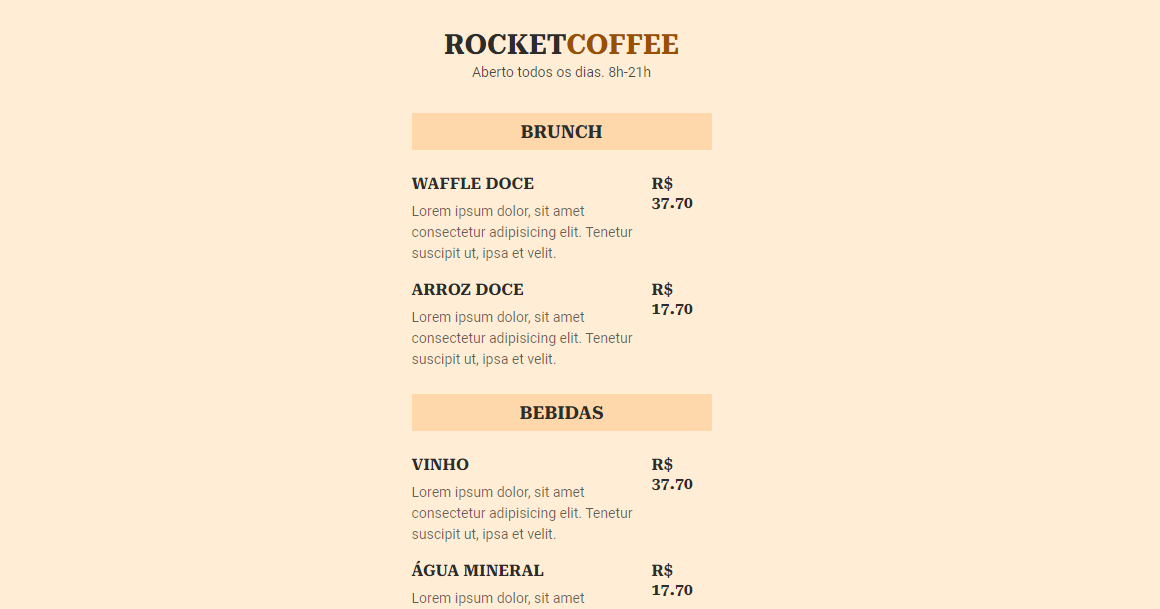 ROCKETCOFFEE
Aberto todos os dias. 8h-21h
BRUNCH
WAFFLE DOCE
R$
37.70
Lorem ipsum dolor, sit amet
consectetur adipisicing elit. Tenetur
suscipit ut, ipsa et velit.
ARROZ DOCE
R$
17.70
Lorem ipsum dolor, sit amet
consectetur adipisicing elit. Tenetur
suscipit ut, ipsa et velit.
BEBIDAS
VINHO
R$
37.70
Lorem ipsum dolor, sit amet
consectetur adipisicing elit. Tenetur
suscipit ut, ipsa et velit.
ÁGUA MINERAL
R$
17.70
Lorem ipsum dolor, sit amet